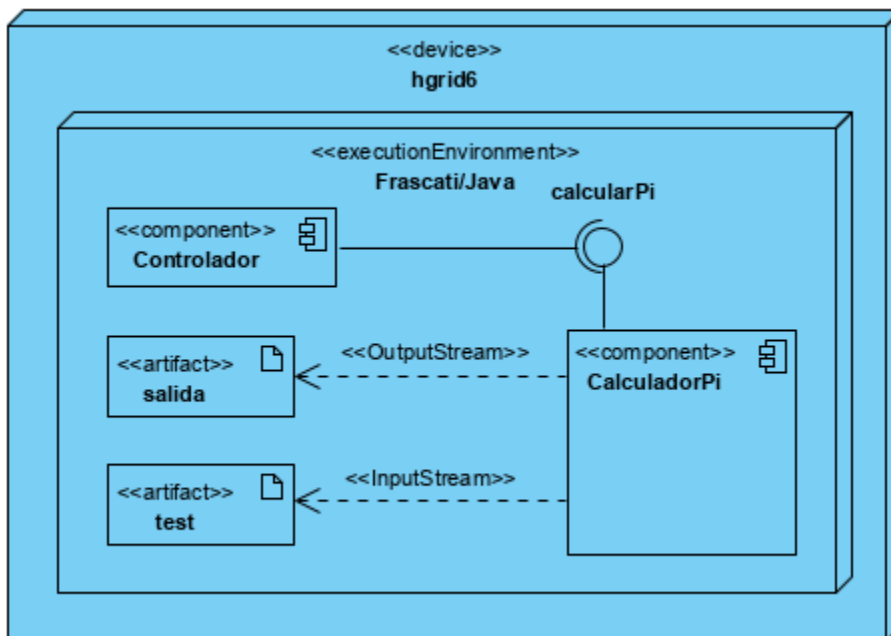 <<device>>
hgrid6
<<executionEnvironment>>
Frascati/Java
calcularPi
<<component>>
Controlador
<<artifact>>
salida
<<OutputStream>>
<<component>>
CalculadorPi
<<artifact>>
test
<<InputStream>>